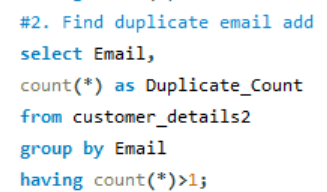 #2. Find duplicate email add
select Email,
count(*) as Duplicate_Count
from customer_details2
group by Email
having count(*)>1;